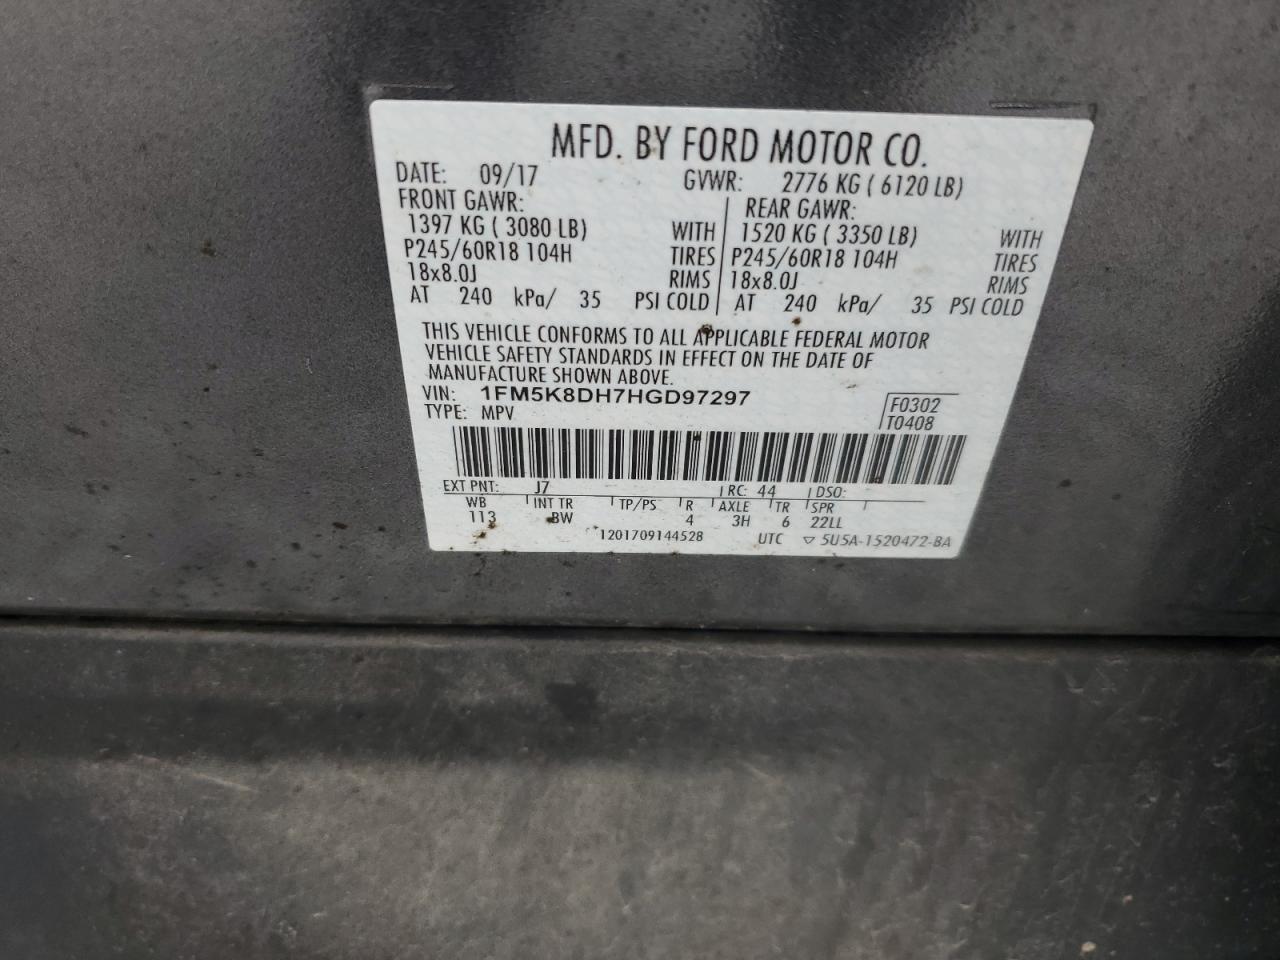 MFD. BY FORD MOTOR CO.
DATE: 09/17 GVWR: 2776 KG ( 6120 LB)
FRONT GAWR: REAR GAWR:
1397 KG ( 3080 LB) WITH 1520 KG ( 3350 LB) WITH
P245/60R18 104H TIRES P245/60R18 104H TIRES
18x8.0J RIMS 18x8.0J RIMS
AT 240 kPa/ 35 PSI COLD AT 240 kPa/ 35 PSI COLD
THIS VEHICLE CONFORMS TO ALL APPLICABLE FEDERAL MOTOR
VEHICLE SAFETY STANDARDS IN EFFECT ON THE DATE OF
MANUFACTURE SHOWN ABOVE.
VIN: 1FM5K8DH7HGD97297 F0302
TYPE: MPV T0408
EXT PNT: J7 RC: 44 DSO:
WB INT TR TP/PS R AXLE TR SPR
113 BW 4 3H 6 22LL
1201709144528 UTC ▽ 5U5A-1520472-BA